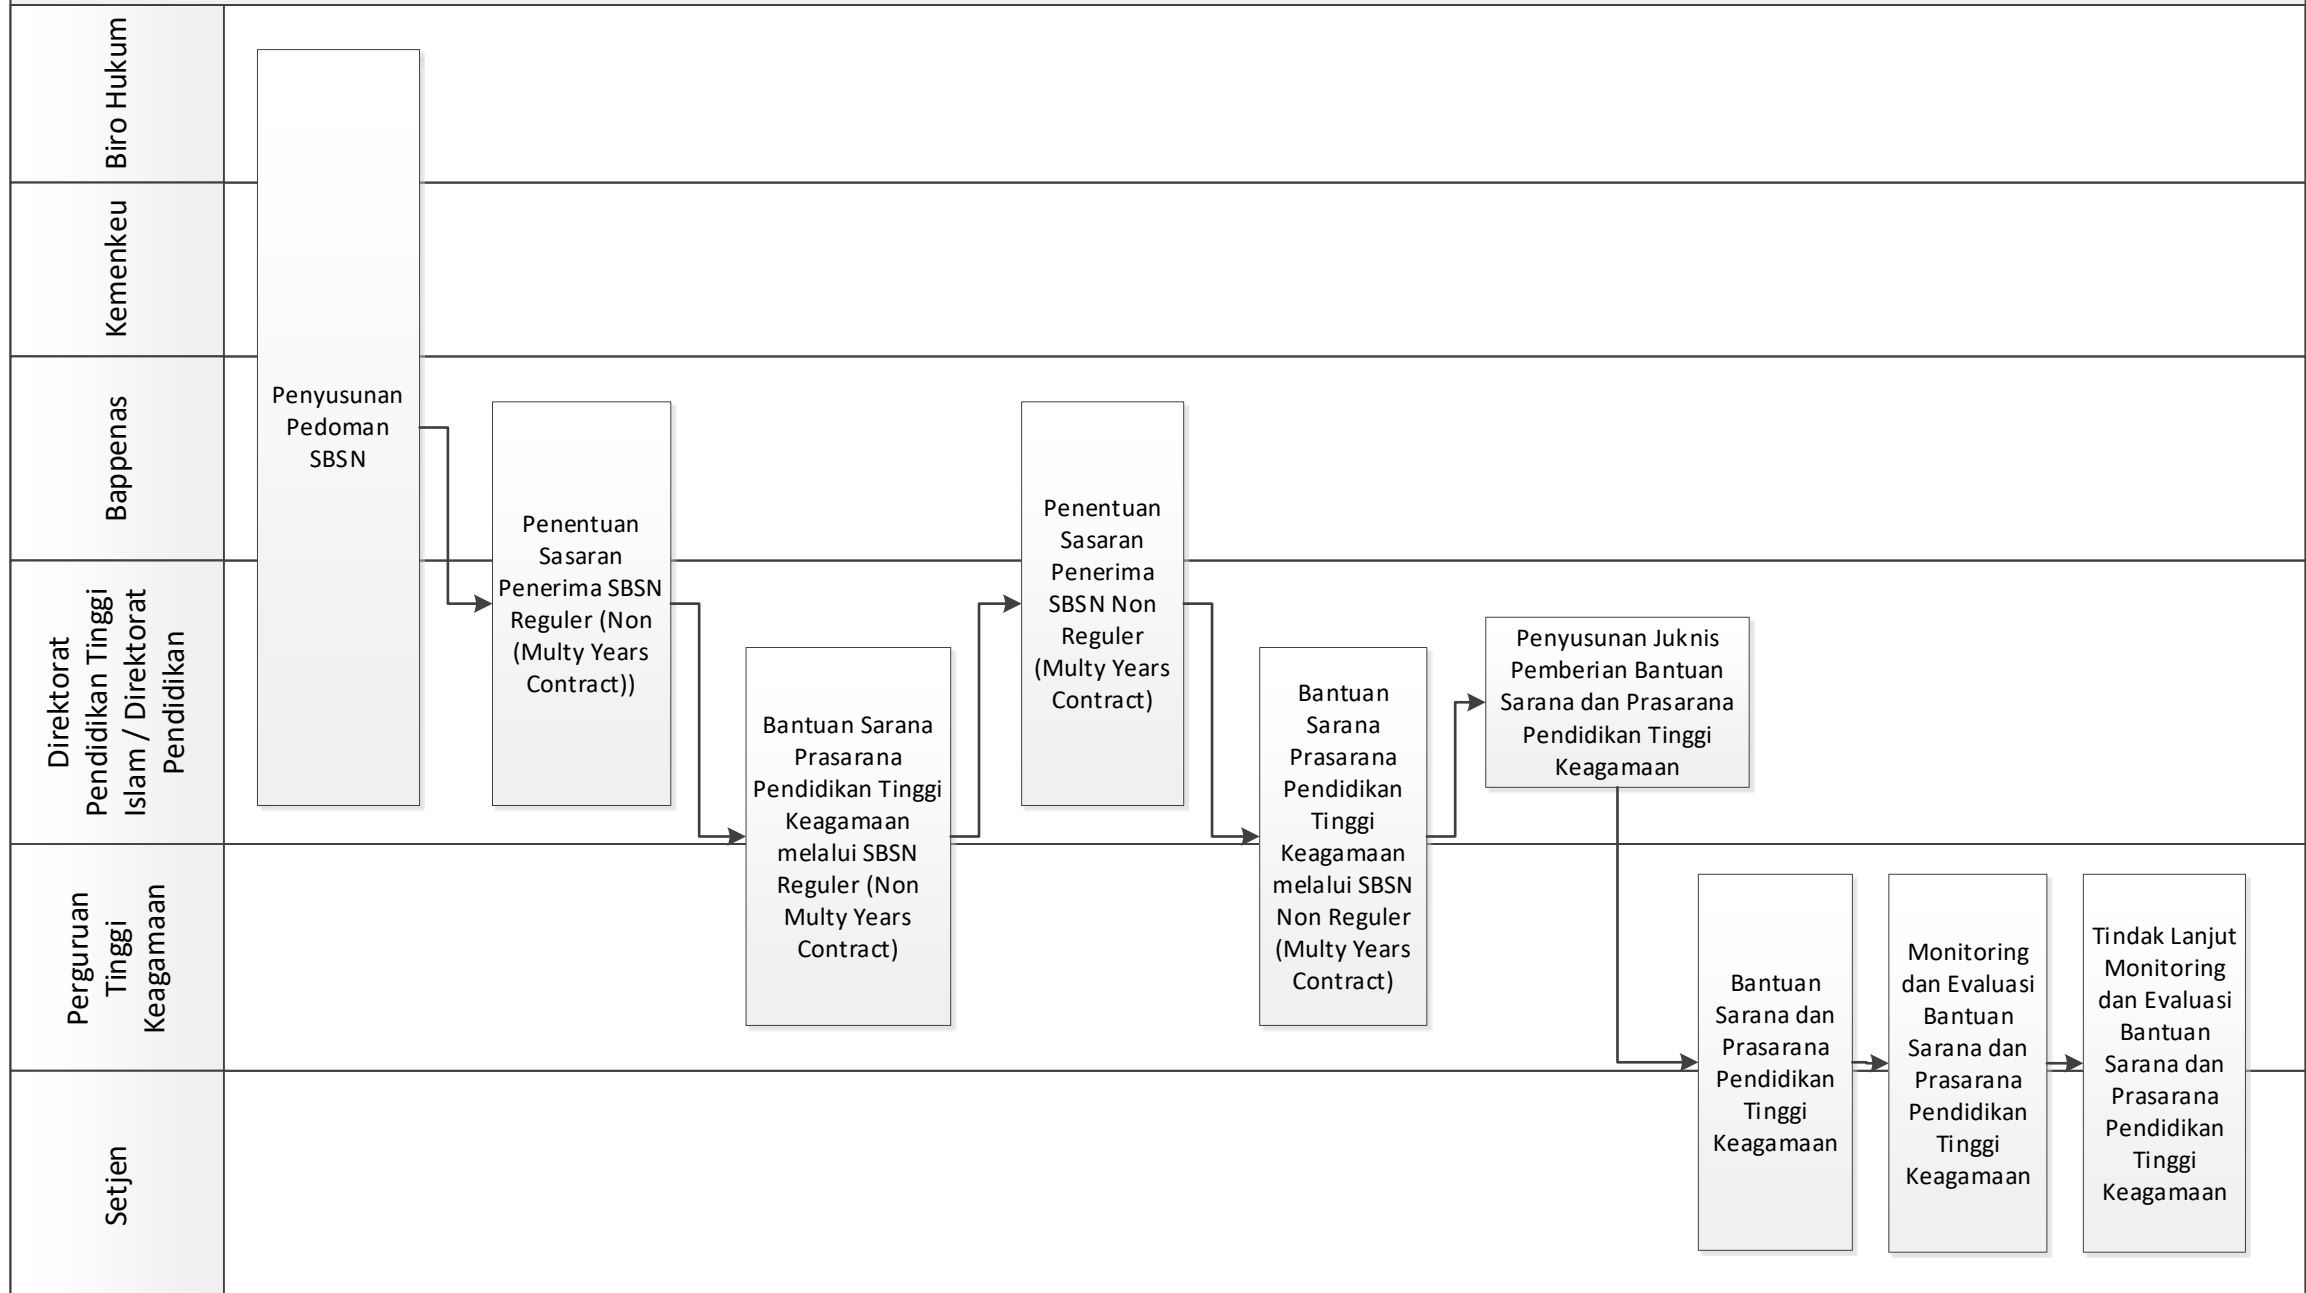 Biro Hukum
Kemenkeu
Bappenas
Direktorat
Pendidikan Tinggi
Islam / Direktorat
Pendidikan
Perguruan
Tinggi
Keagamaan
Setjen
Penyusunan
Pedoman
SBSN
Penentuan
Sasaran
Penerima SBSN
Reguler (Non
(Multy Years
Contract))
Bantuan Sarana
Prasarana
Pendidikan Tinggi
Keagamaan
melalui SBSN
Reguler (Non
Multy Years
Contract)
Penentuan
Sasaran
Penerima
SBSN Non
Reguler
(Multy Years
Contract)
Bantuan
Sarana
Prasarana
Pendidikan
Tinggi
Keagamaan
melalui SBSN
Non Reguler
(Multy Years
Contract)
Penyusunan Juknis
Pemberian Bantuan
Sarana dan Prasarana
Pendidikan Tinggi
Keagamaan
Bantuan
Sarana dan
Prasarana
Pendidikan
Tinggi
Keagamaan
Monitoring
dan Evaluasi
Bantuan
Sarana dan
Prasarana
Pendidikan
Tinggi
Keagamaan
Tindak Lanjut
Monitoring
dan Evaluasi
Bantuan
Sarana dan
Prasarana
Pendidikan
Tinggi
Keagamaan